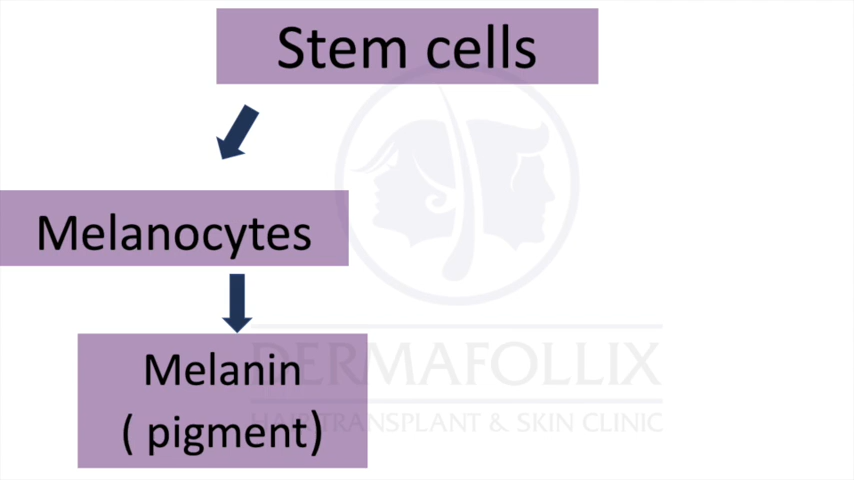 Stem cells
Melanocytes
Melanin
( pigment)
DERMAFOLLIX
HAIR TRANSPLANT & SKIN CLINIC